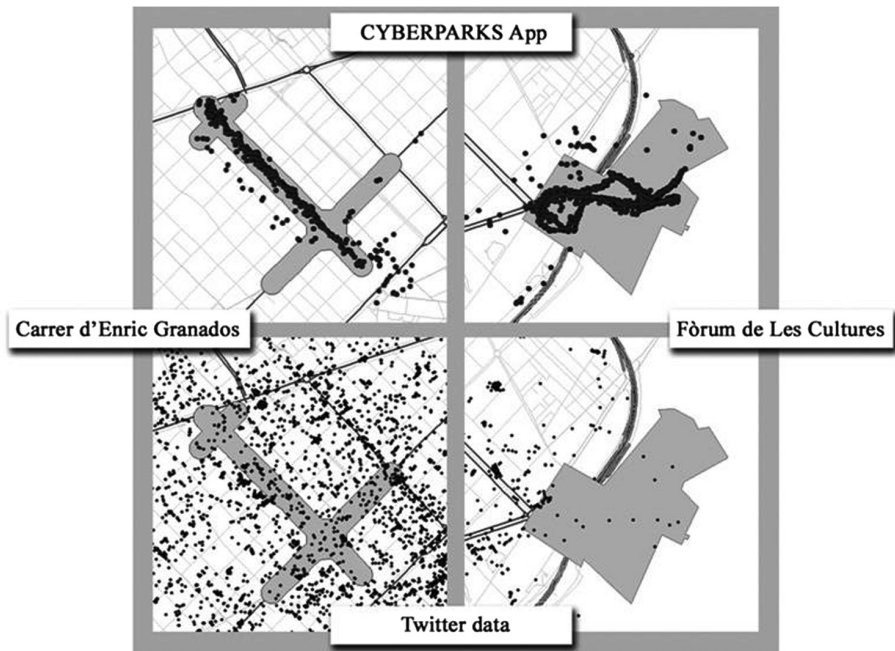 CYBERPARKS App
Carrer d'Enric Granados
Fòrum de Les Cultures
Twitter data